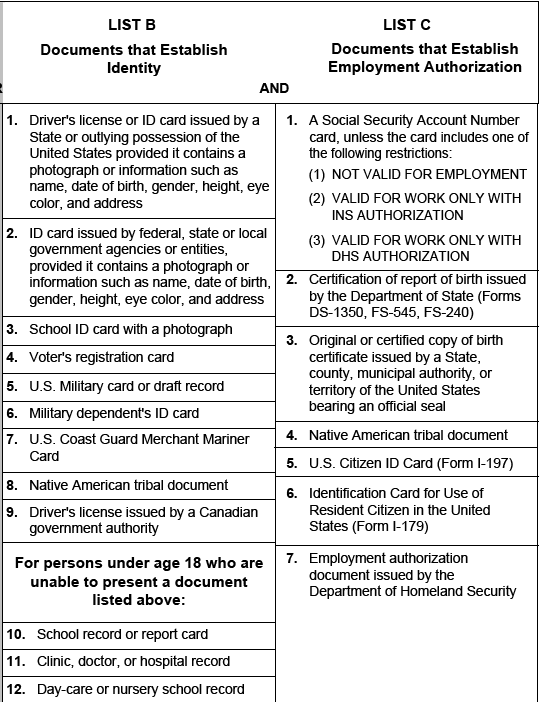 LIST B
Documents that Establish
Identity
AND
LIST C
Documents that Establish
Employment Authorization
1. Driver's license or ID card issued by a
State or outlying possession of the
United States provided it contains a
photograph or information such as
name, date of birth, gender, height, eye
color, and address
2. ID card issued by federal, state or local
government agencies or entities,
provided it contains a photograph or
information such as name, date of birth,
gender, height, eye color, and address
3. School ID card with a photograph
4. Voter's registration card
5. U.S. Military card or draft record
6. Military dependent's ID card
7. U.S. Coast Guard Merchant Mariner
Card
8. Native American tribal document
9. Driver's license issued by a Canadian
government authority
For persons under age 18 who are
unable to present a document
listed above:
10. School record or report card
11. Clinic, doctor, or hospital record
12. Day-care or nursery school record
1. A Social Security Account Number
card, unless the card includes one of
the following restrictions:
(1) NOT VALID FOR EMPLOYMENT
(2) VALID FOR WORK ONLY WITH
INS AUTHORIZATION
(3) VALID FOR WORK ONLY WITH
DHS AUTHORIZATION
2. Certification of report of birth issued
by the Department of State (Forms
DS-1350, FS-545, FS-240)
3. Original or certified copy of birth
certificate issued by a State,
county, municipal authority, or
territory of the United States
bearing an official seal
4. Native American tribal document
5. U.S. Citizen ID Card (Form I-197)
6. Identification Card for Use of
Resident Citizen in the United
States (Form I-179)
7. Employment authorization
document issued by the
Department of Homeland Security